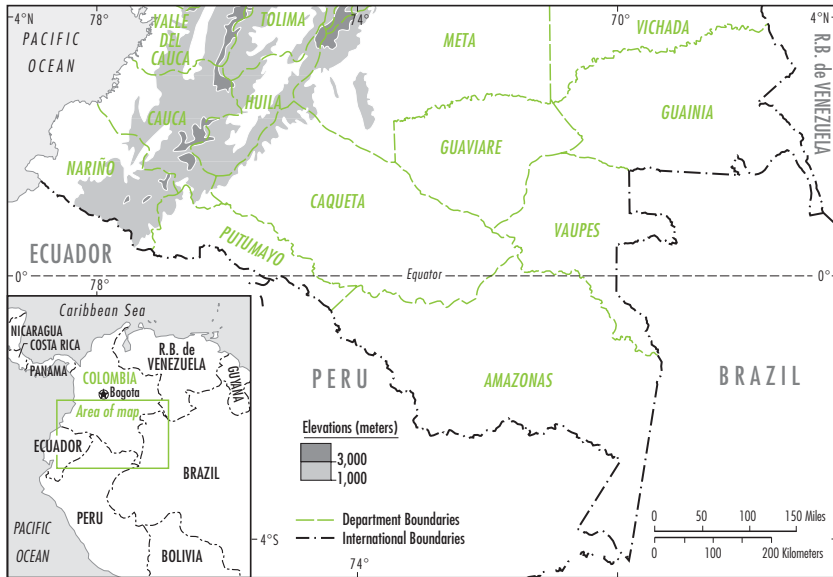 4°N
78°
74°
70°
4°N
PACIFIC
OCEAN
VALLE
DEL
CAUCA
TOLIMA
META
VICHADA
R.B. de VENEZUELA
HUILA
CAUCA
GUAINIA
GUAVIARE
NARIÑO
CAQUETA
VAUPES
PUTUMAYO
ECUADOR
0°
78°
Equator
0°
Caribbean Sea
NICARAGUA
COSTA RICA
PANAMA
R.B. de
VENEZUELA
GUYANA
COLOMBIA
Bogota
Area of map
ECUADOR
BRAZIL
PERU
PACIFIC
OCEAN
BOLIVIA
PERU
AMAZONAS
BRAZIL
Elevations (meters)
3,000
1,000
Department Boundaries
International Boundaries
4°S
74°
70°
0 50 100 150 Miles
0 100 200 Kilometers